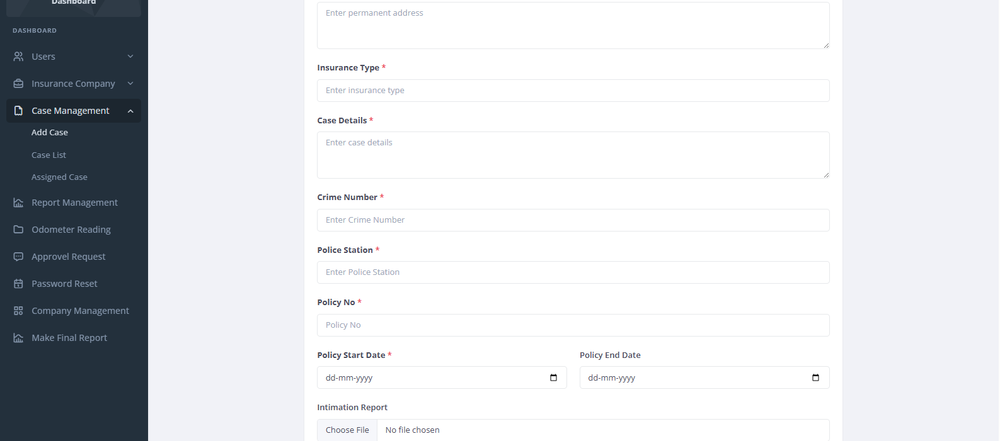 Dashboard
DASHBOARD
Users
Insurance Company
Case Management
Add Case
Case List
Assigned Case
Report Management
Odometer Reading
Approvel Request
Password Reset
Company Management
Make Final Report
Enter permanent address
Insurance Type *
Enter insurance type
Case Details *
Enter case details
Crime Number *
Enter Crime Number
Police Station *
Enter Police Station
Policy No *
Policy No
Policy Start Date * Policy End Date
dd-mm-yyyy dd-mm-yyyy
Intimation Report
Choose File No file chosen